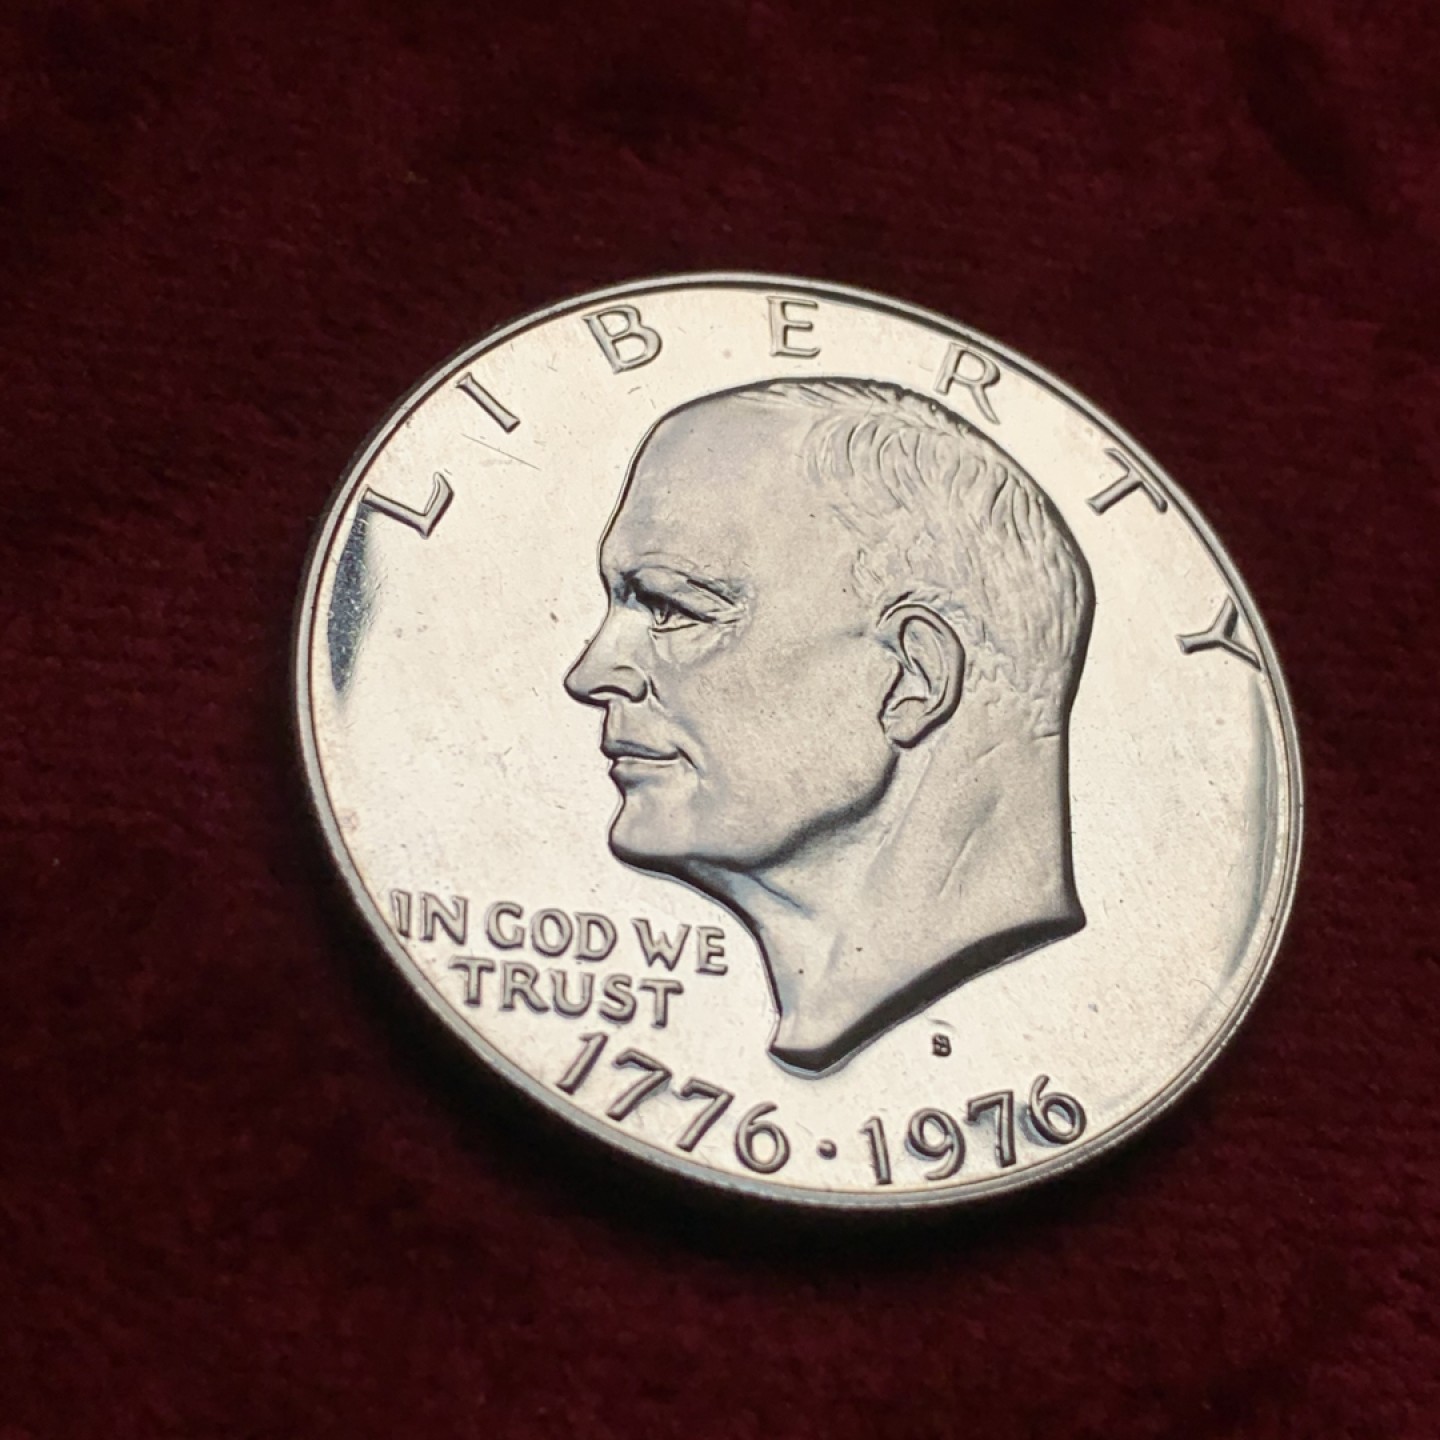 LIBERTY
IN GOD WE
TRUST
S
1776·1976